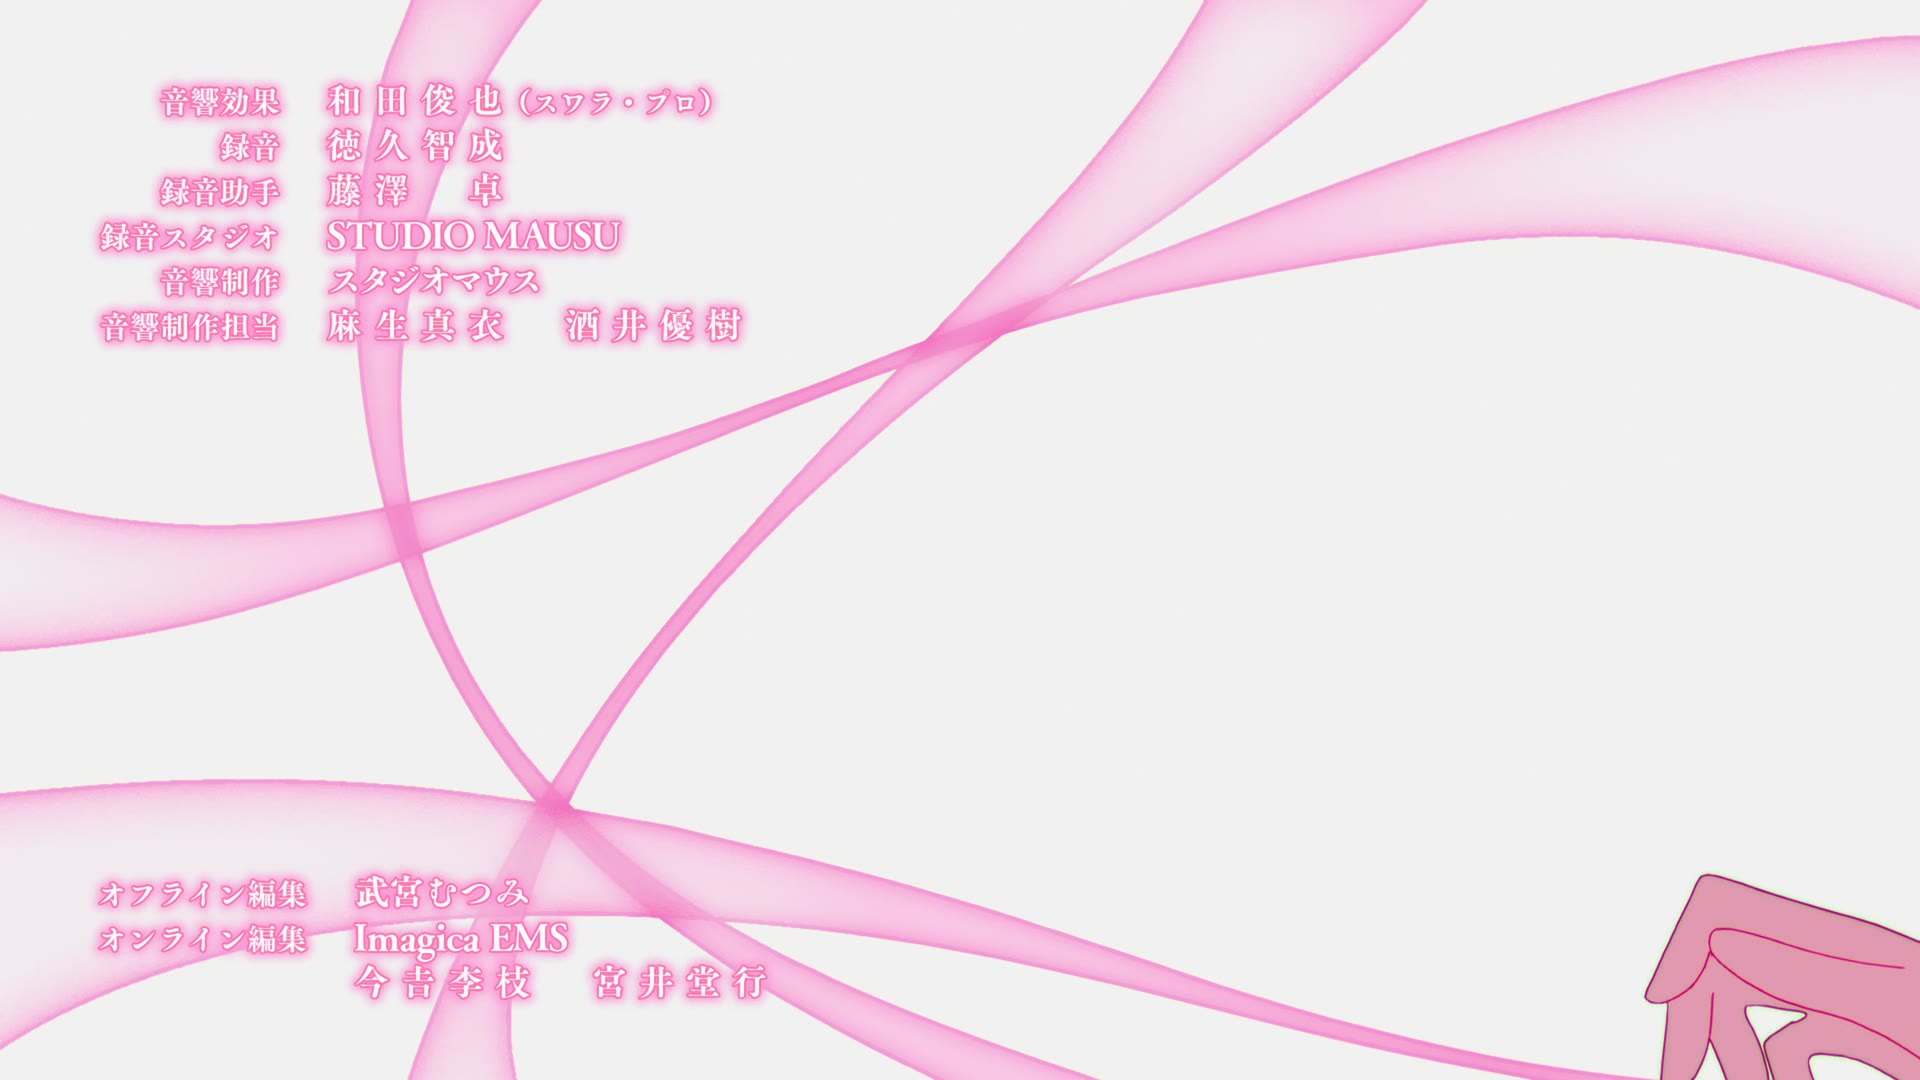 音響効果 和田俊也（スワラ・プロ）
録音 徳久智成
録音助手 藤澤 卓
録音スタジオ STUDIO MAUSU
音響制作 スタジオマウス
音響制作担当 麻生真衣 酒井優樹
オフライン編集 武宮むつみ
オンライン編集 Imagica EMS
今𠮷李枝 宮井堂行